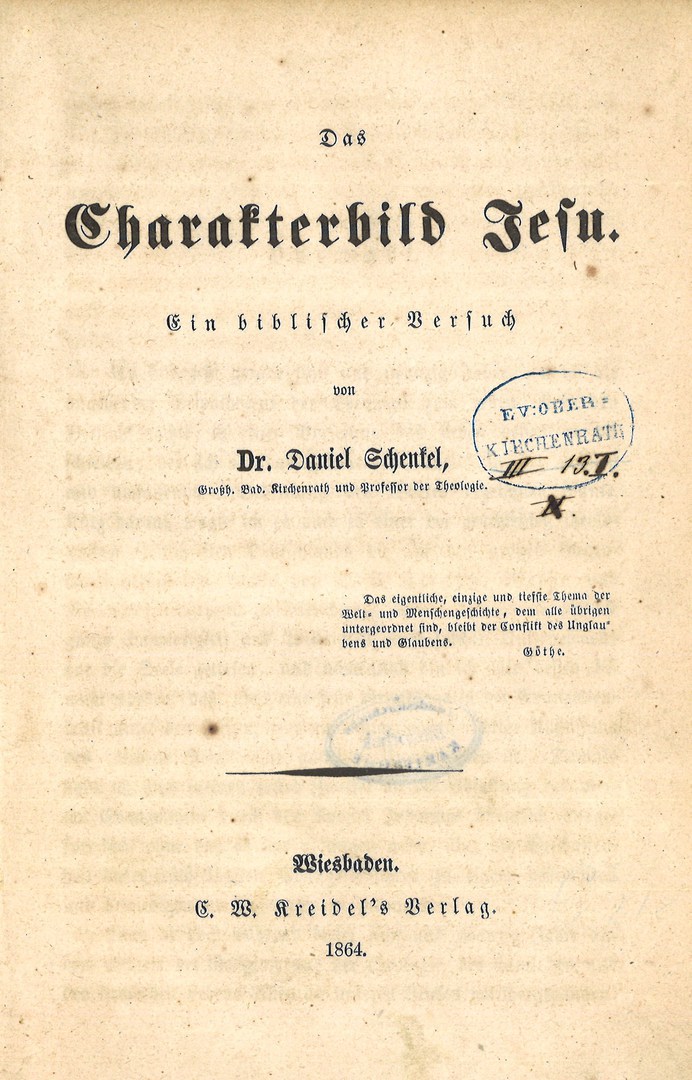 Das
Charakterbild Jesu.
Ein biblischer Versuch
von
Dr. Daniel Schenkel,
Großh. Bad. Kirchenrath und Professor der Theologie.
EV: OBER-
KIRCHENRATH
III 13.I.
Das eigentliche, einzige und tiefste Thema der
Welt- und Menschengeschichte, dem alle übrigen
untergeordnet sind, bleibt der Conflikt des Unglau-
bens und Glaubens.
Göthe.
Wiesbaden.
C. W. Kreidel's Verlag.
1864.